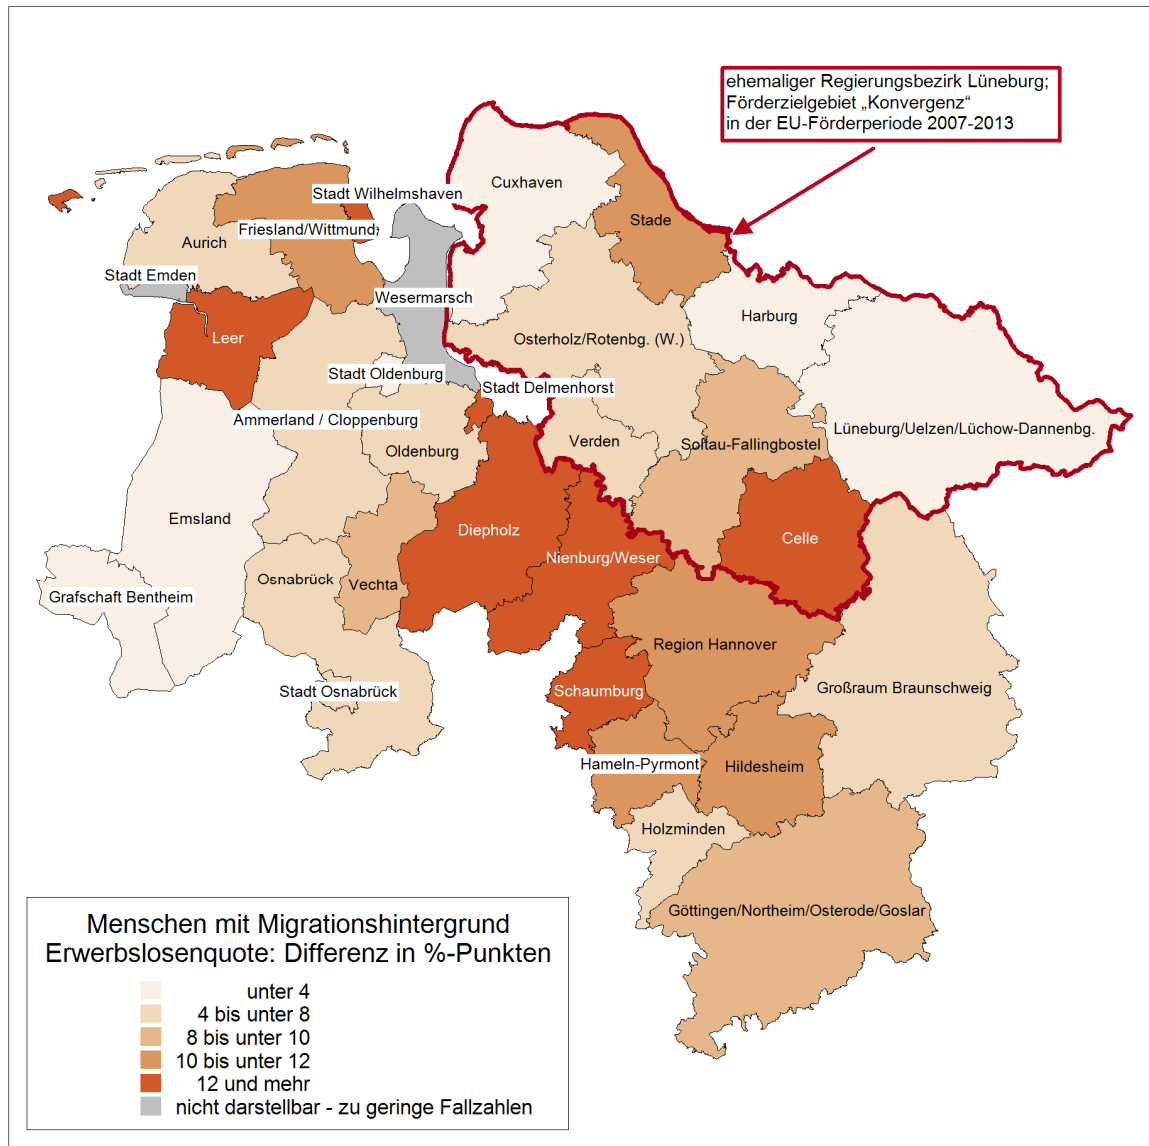 ehemaliger Regierungsbezirk Lüneburg;
Förderzielgebiet „Konvergenz“
in der EU-Förderperiode 2007-2013
Cuxhaven
Stadt Wilhelmshaven
Stade
Friesland/Wittmund
Aurich
Stadt Emden
Wesermarsch
Harburg
Leer
Osterholz/Rotenbg. (W.)
Stadt Oldenburg
Stadt Delmenhorst
Ammerland / Cloppenburg
Lüneburg/Uelzen/Lüchow-Dannenbg.
Verden
Soltau-Fallingbostel
Oldenburg
Emsland
Diepholz
Celle
Nienburg/Weser
Osnabrück
Vechta
Grafschaft Bentheim
Region Hannover
Stadt Osnabrück
Schaumburg
Großraum Braunschweig
Hameln-Pyrmont
Hildesheim
Holzminden
Göttingen/Northeim/Osterode/Goslar
Menschen mit Migrationshintergrund
Erwerbslosenquote: Differenz in %-Punkten
unter 4
4 bis unter 8
8 bis unter 10
10 bis unter 12
12 und mehr
nicht darstellbar - zu geringe Fallzahlen